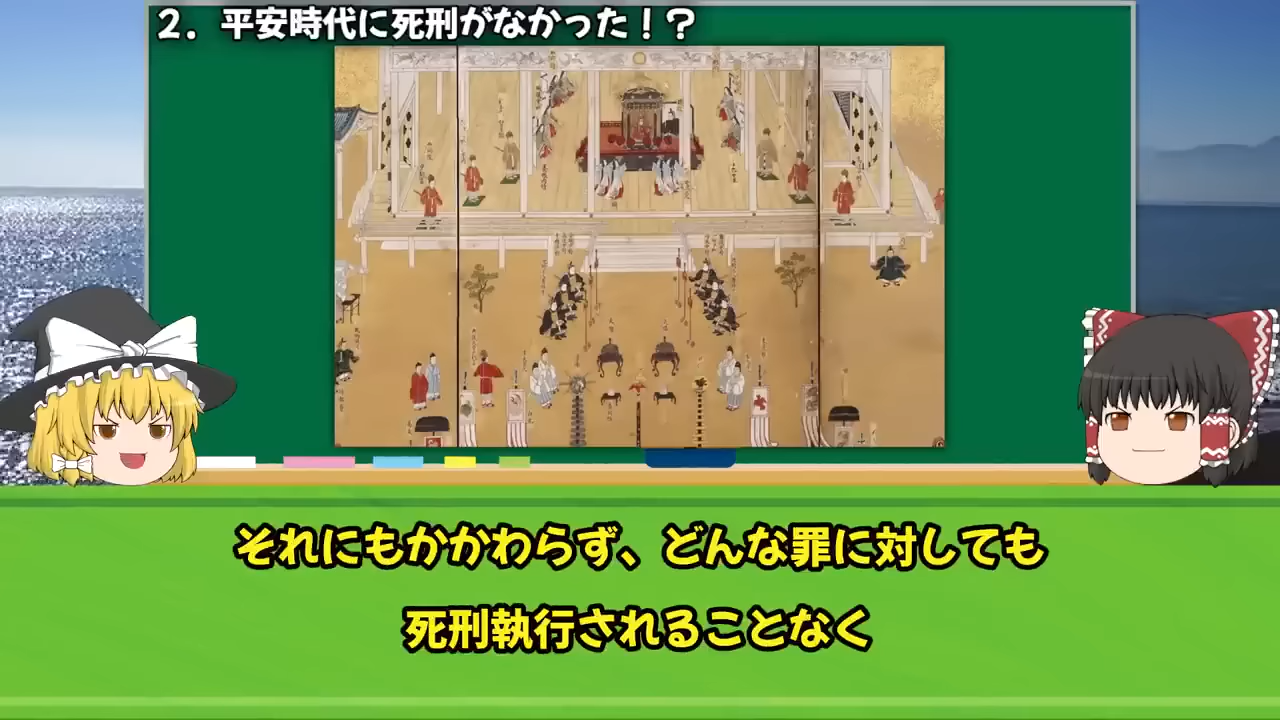 2．平安時代に死刑がなかった！？
それにもかかわらず、どんな罪に対しても
死刑執行されることなく